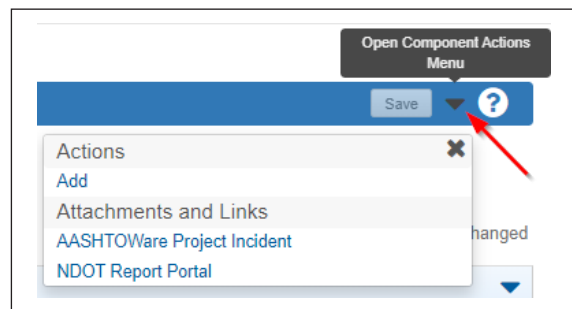 Open Component Actions
Menu
Save
?
Actions
Add
Attachments and Links
AASHTOWare Project Incident
hanged
NDOT Report Portal